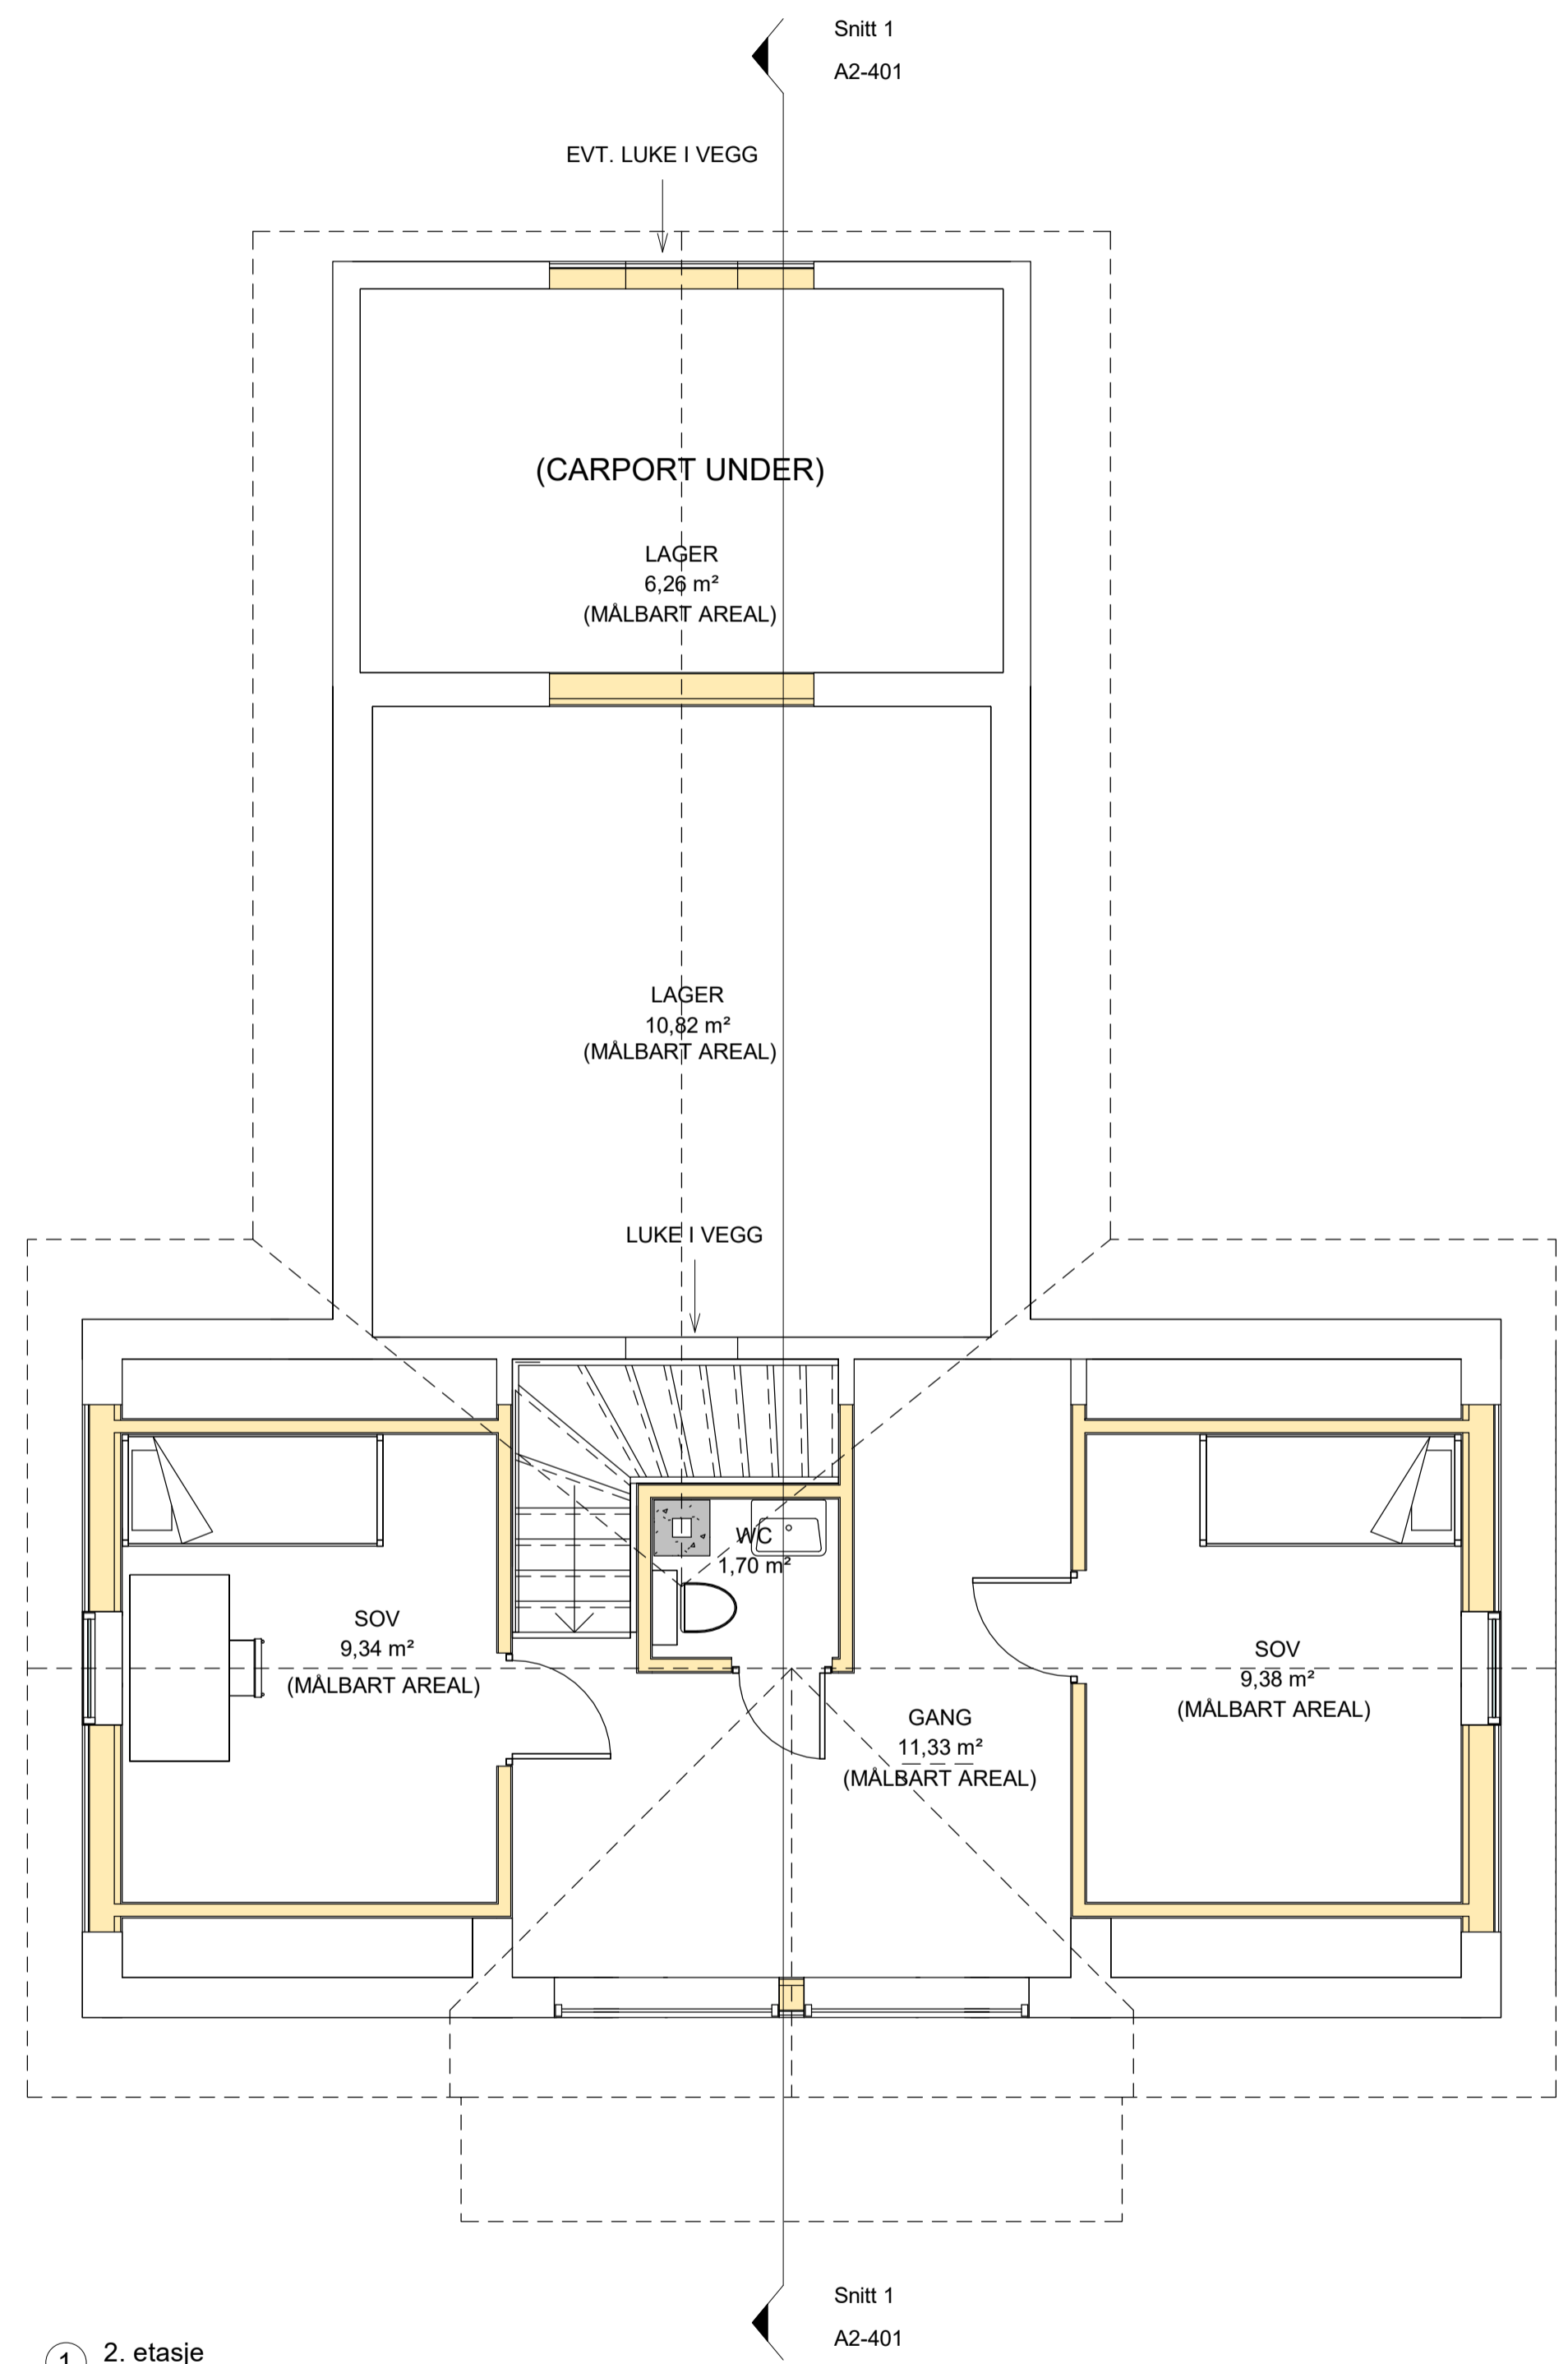 Snitt 1
A2-401
EVT. LUKE I VEGG
(CARPORT UNDER)
LAGER
6,26 m²
(MÅLBART AREAL)
LAGER
10,82 m²
(MÅLBART AREAL)
LUKE I VEGG
WC
1,70 m²
SOV
9,34 m²
(MÅLBART AREAL)
SOV
9,38 m²
(MÅLBART AREAL)
GANG
11,33 m²
(MÅLBART AREAL)
Snitt 1
A2-401
1 2. etasje